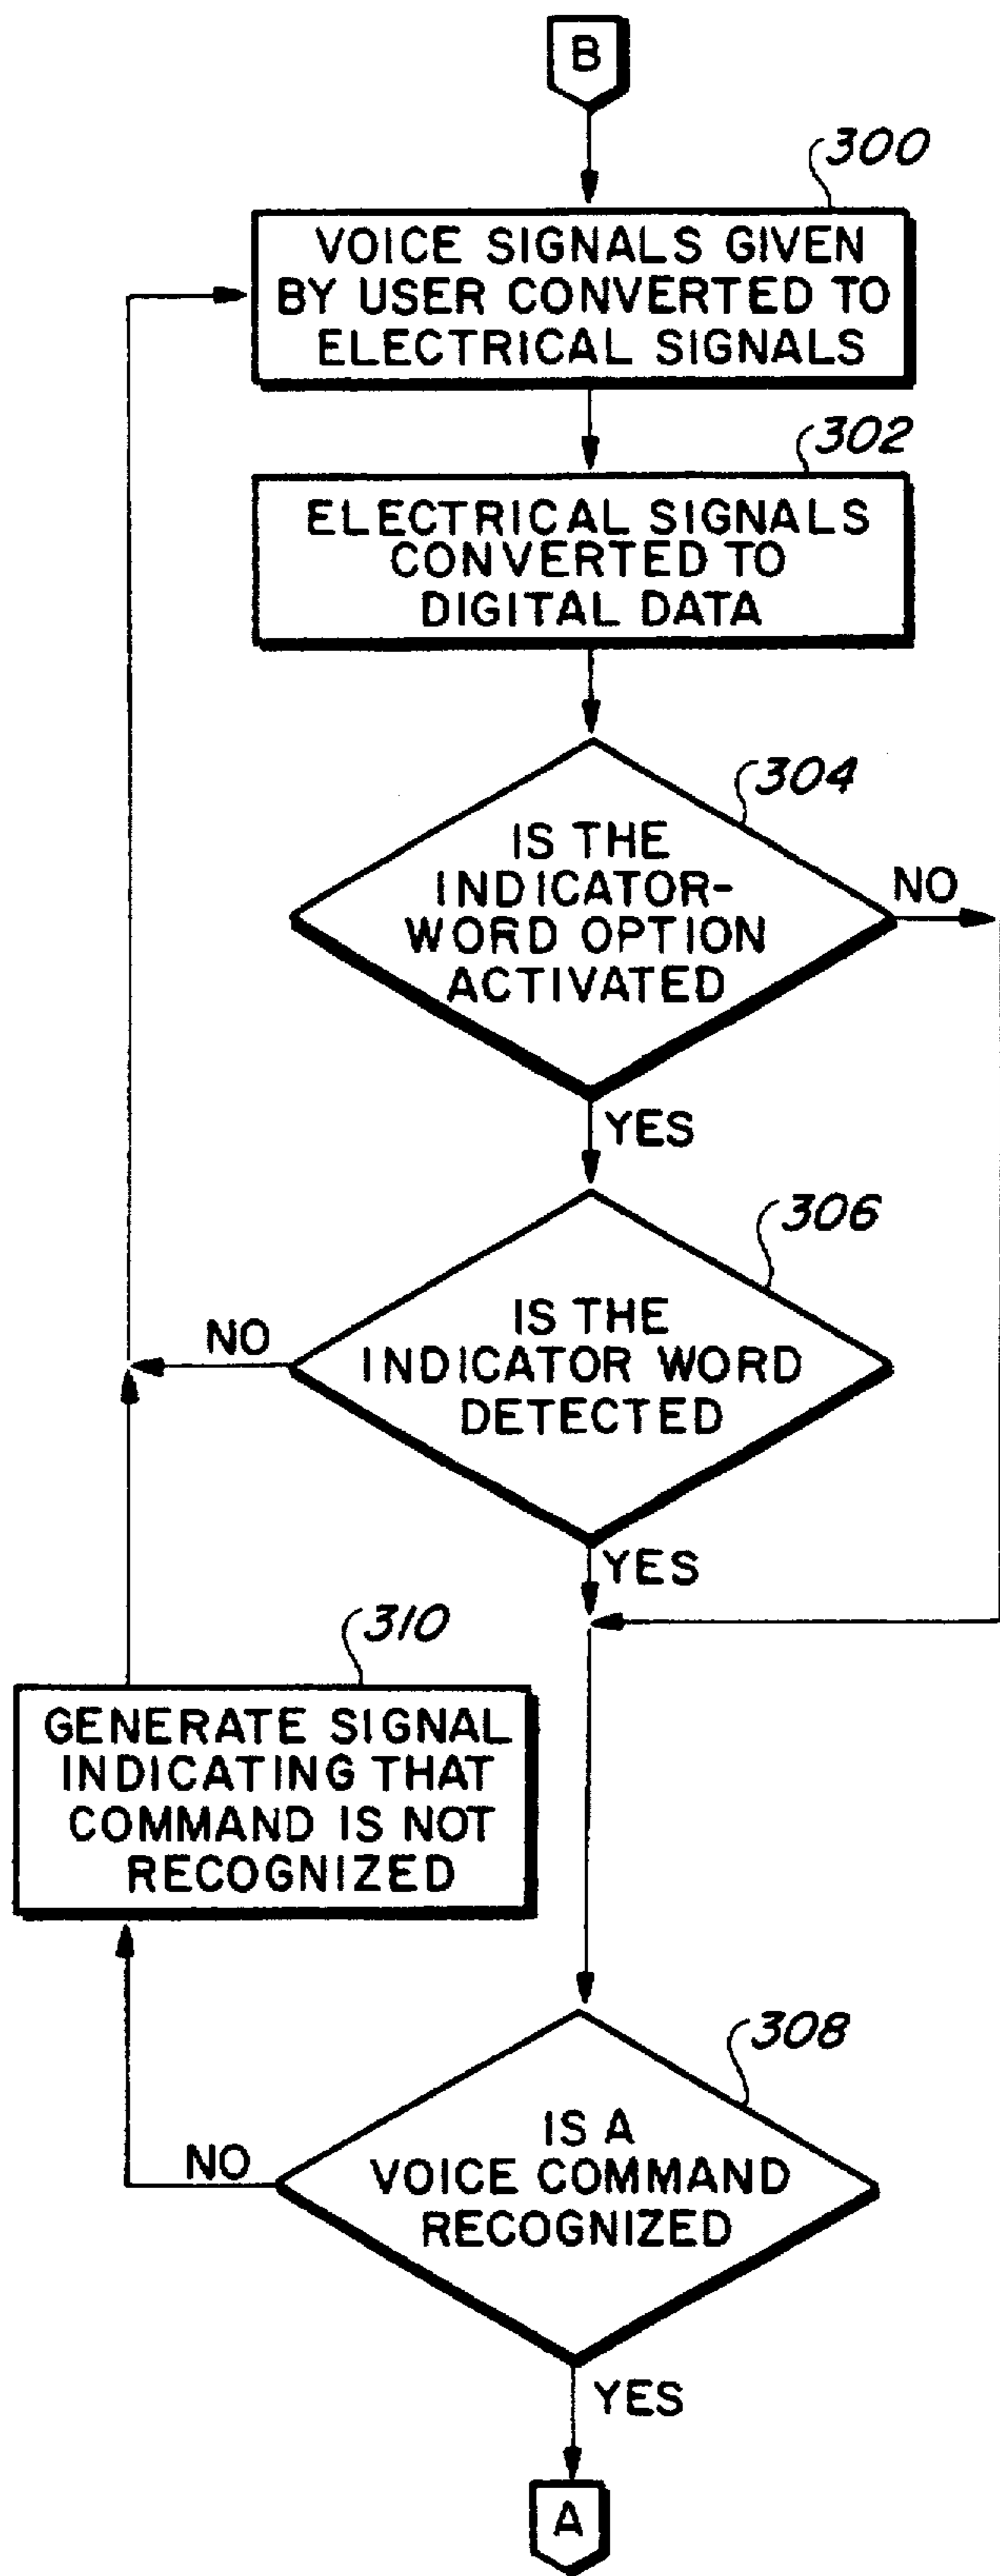 B
300
VOICE SIGNALS GIVEN
BY USER CONVERTED TO
ELECTRICAL SIGNALS
302
ELECTRICAL SIGNALS
CONVERTED TO
DIGITAL DATA
304
IS THE
INDICATOR-
WORD OPTION
ACTIVATED
NO
YES
306
IS THE
INDICATOR WORD
DETECTED
NO
YES
310
GENERATE SIGNAL
INDICATING THAT
COMMAND IS NOT
RECOGNIZED
308
IS A
VOICE COMMAND
RECOGNIZED
NO
YES
A